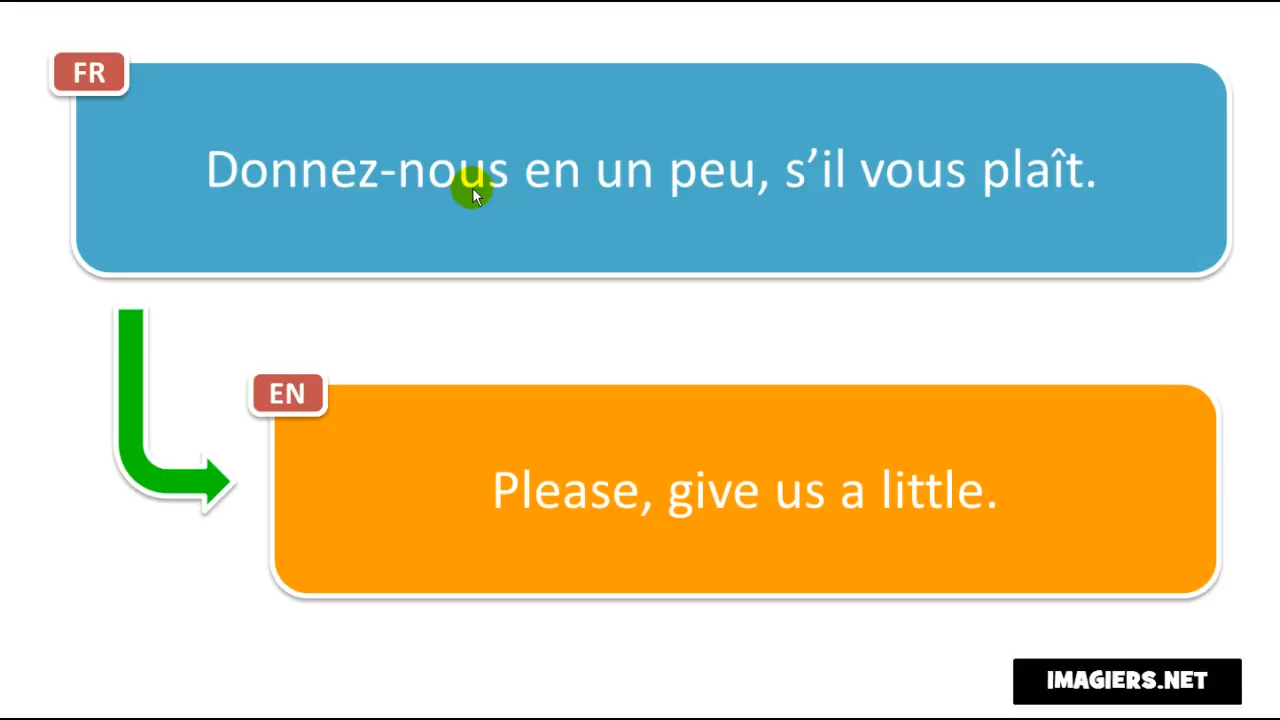 FR
Donnez-nous en un peu, s’il vous plaît.
EN
Please, give us a little.
IMAGIERS.NET